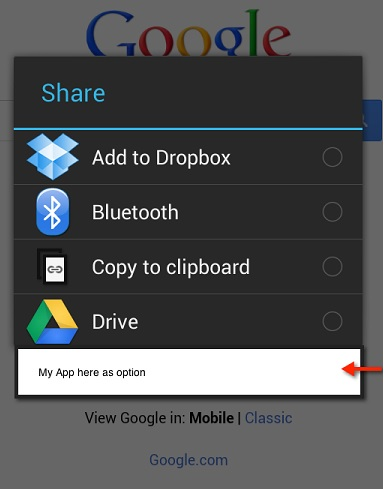 Google
Share
Add to Dropbox
Bluetooth
Copy to clipboard
Drive
My App here as option
View Google in: Mobile | Classic
Google.com